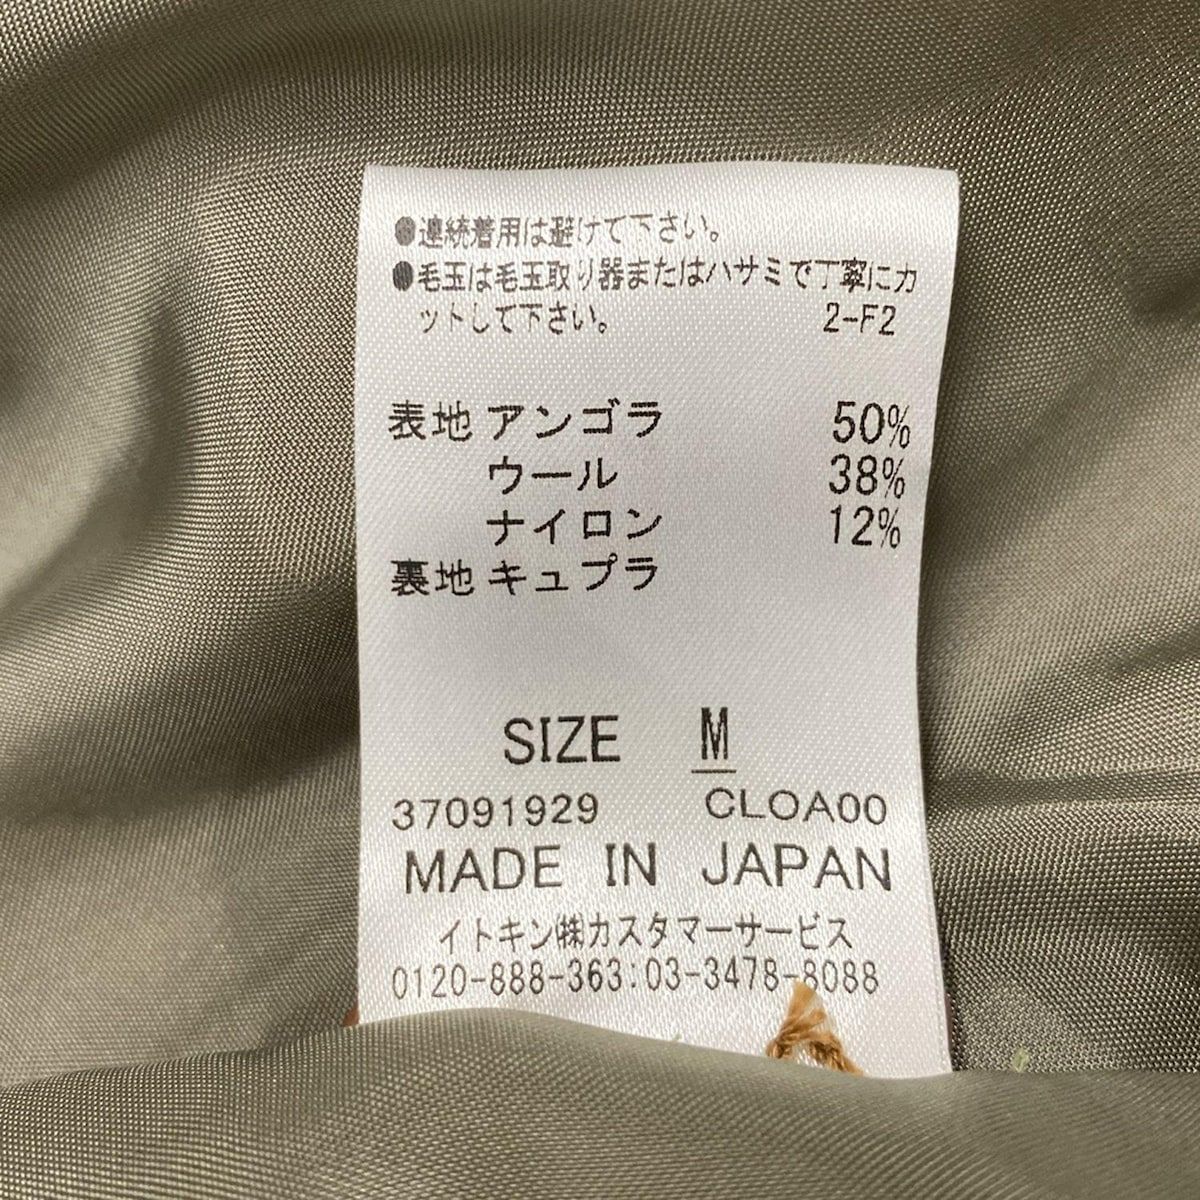 ●連続着用は避けて下さい。
●毛玉は毛玉取り器またはハサミで丁寧にカ
ットして下さい。 2-F2
表地 アンゴラ 50%
ウール 38%
ナイロン 12%
裏地 キュプラ
SIZE M
37091929 CLOA00
MADE IN JAPAN
イトキン㈱カスタマーサービス
0120-888-363:03-3478-8088